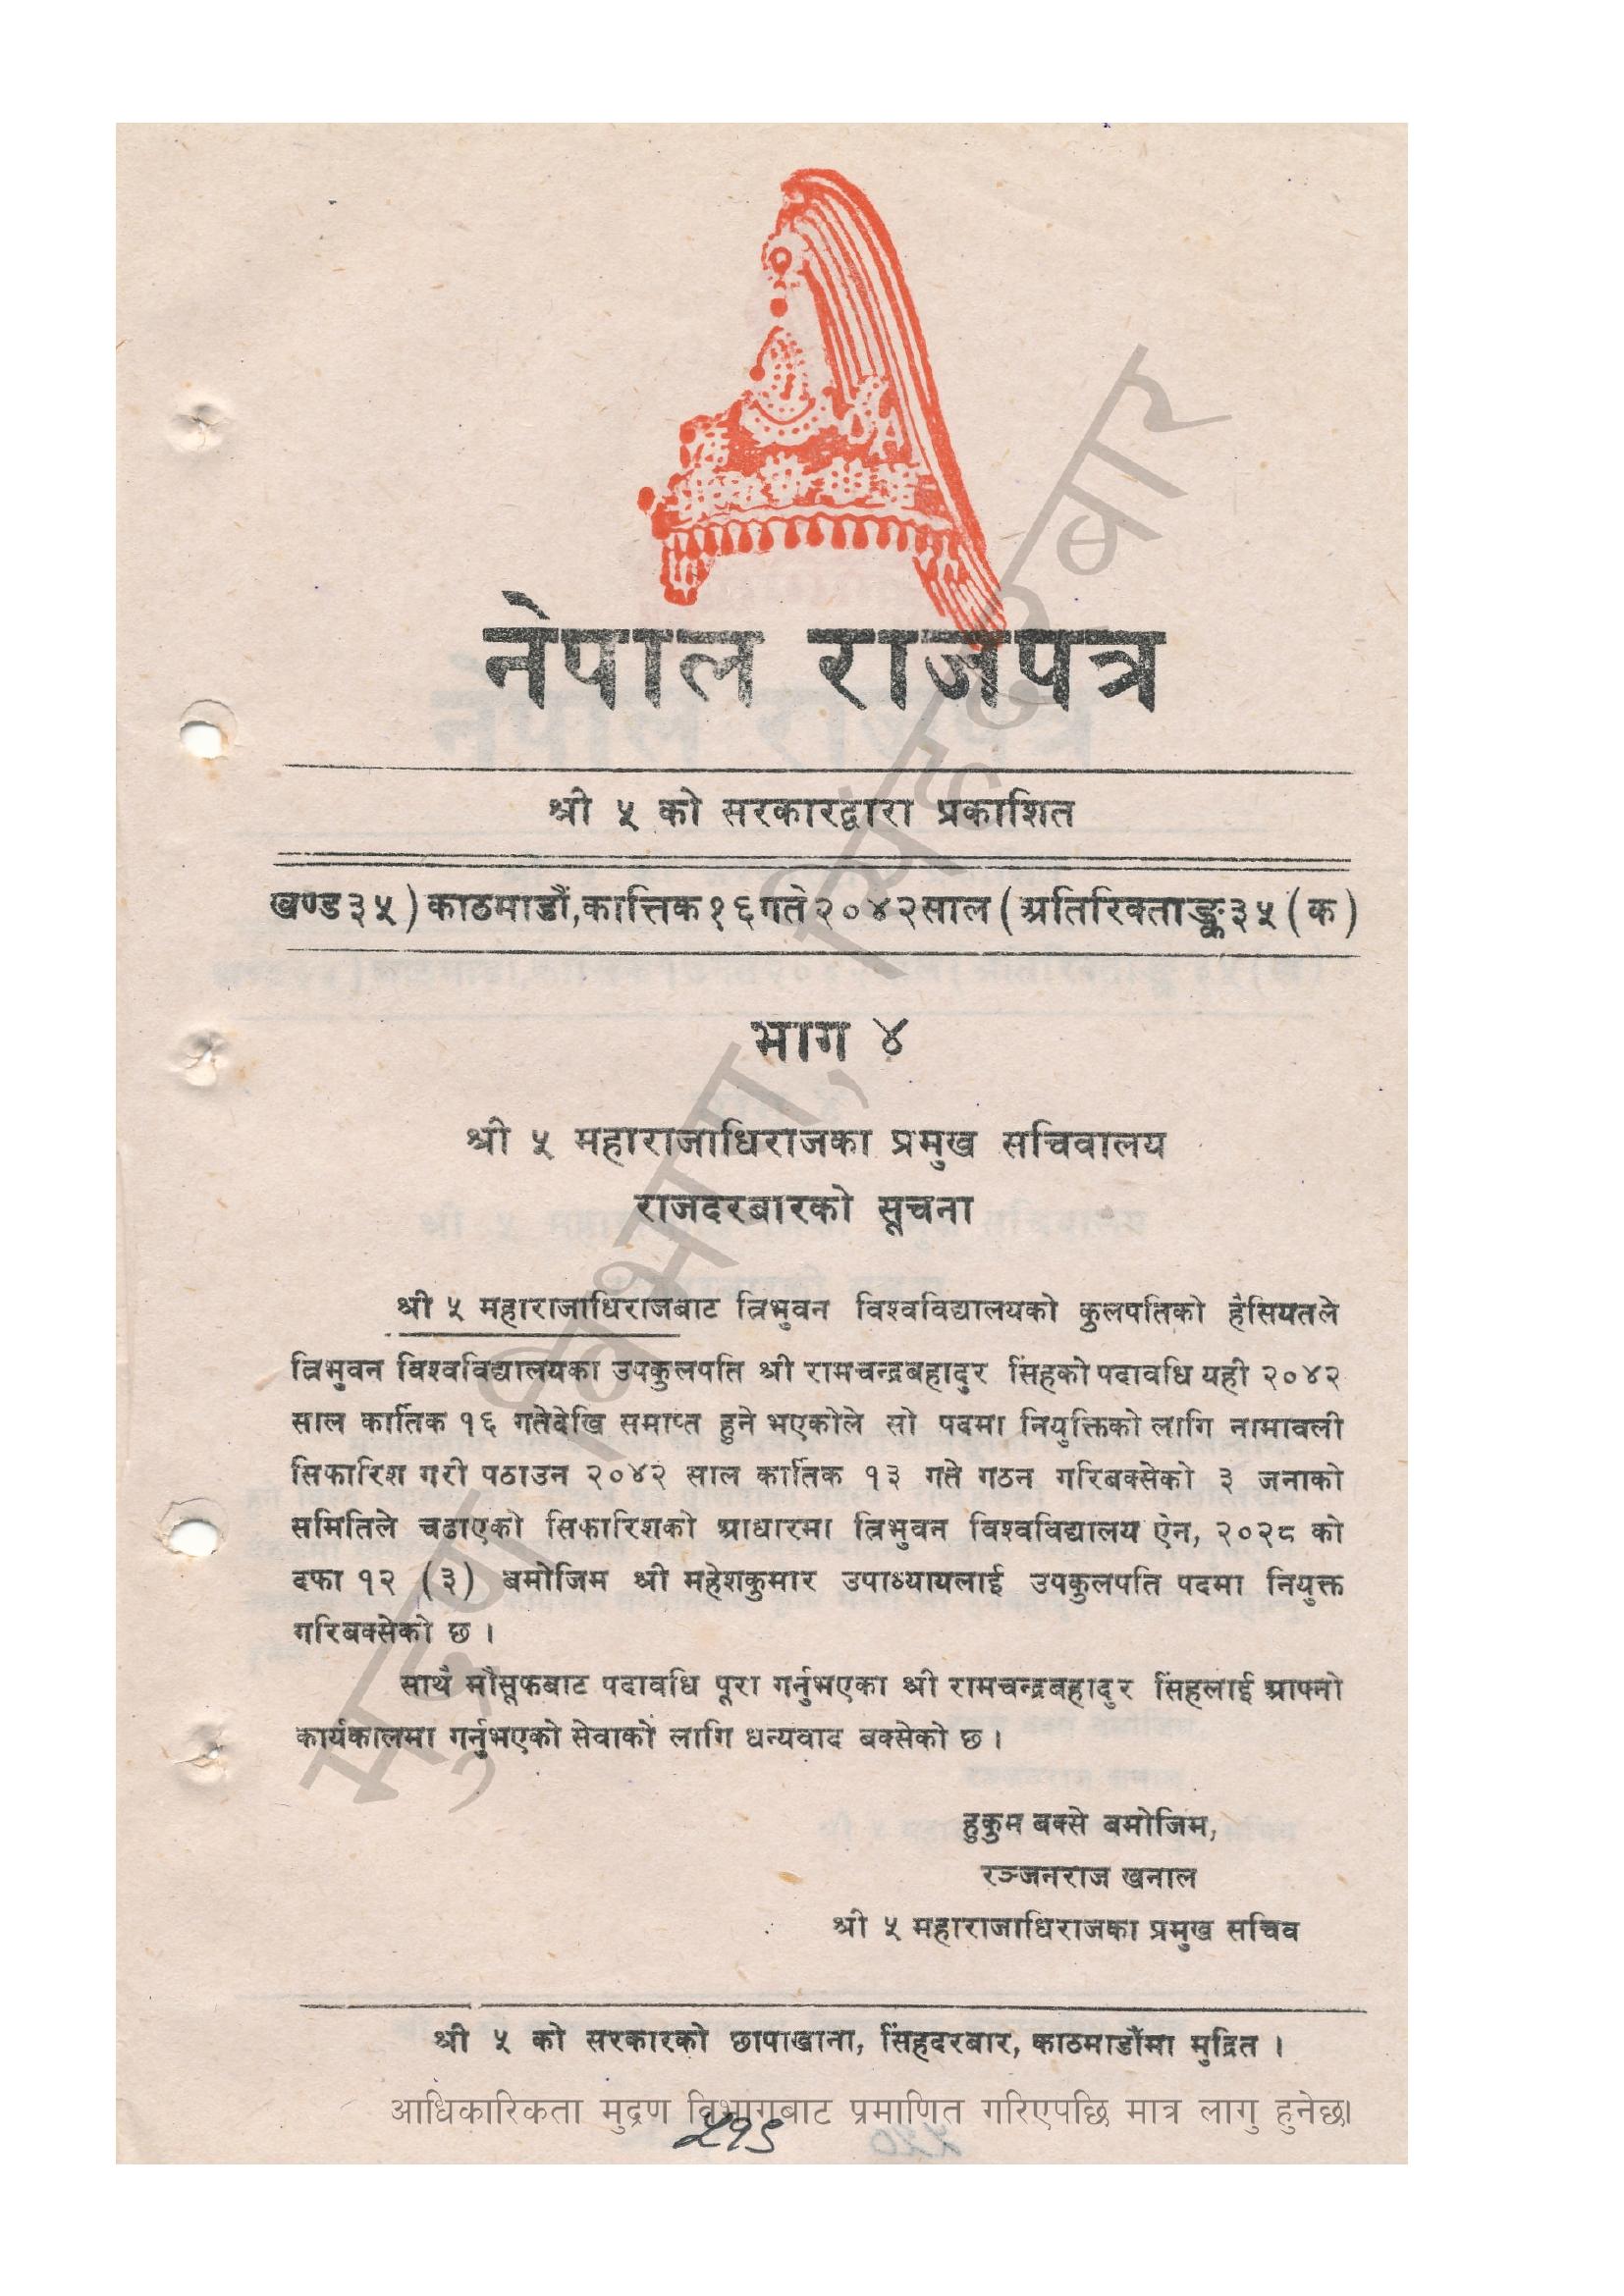 नेपाल राजपत्र
श्री ५ को सरकारद्वारा प्रकाशित
खण्ड ३५) काठमाडौं, कात्तिक १६ गते २०४२ साल (अतिरिक्ताङ्क ३५ (क)
भाग ४
श्री ५ महाराजाधिराजका प्रमुख सचिवालय
राजदरबारको सूचना
श्री ५ महाराजाधिराजबाट त्रिभुवन विश्वविद्यालयको कुलपतिको हैसियतले
त्रिभुवन विश्वविद्यालयका उपकुलपति श्री रामचन्द्रबहादुर सिंहको पदावधि यही २०४२
साल कार्तिक १६ गतेदेखि समाप्त हुने भएकोले सो पदमा नियुक्तिको लागि नामावली
सिफारिश गरी पठाउन २०४२ साल कार्तिक १३ गते गठन गरिबक्सेको ३ जनाको
समितिले चढाएको सिफारिशको आधारमा त्रिभुवन विश्वविद्यालय ऐन, २०२८ को
दफा १२ (३) बमोजिम श्री महेशकुमार उपाध्यायलाई उपकुलपति पदमा नियुक्त
गरिबक्सेको छ ।
साथै मौसूफबाट पदावधि पूरा गर्नुभएका श्री रामचन्द्रबहादुर सिंहलाई आफ्नो
कार्यकालमा गर्नुभएको सेवाको लागि धन्यवाद बक्सेको छ ।
हुकुम बक्से बमोजिम,
रञ्जनराज खनाल
श्री ५ महाराजाधिराजका प्रमुख सचिव
श्री ५ को सरकारको छापाखाना, सिंहदरबार, काठमाडौंमा मुद्रित ।
आधिकारिकता मुद्रण विभागबाट प्रमाणित गरिएपछि मात्र लागु हुनेछ।
५१९
मुद्रण विभाग, सिंहदरबार